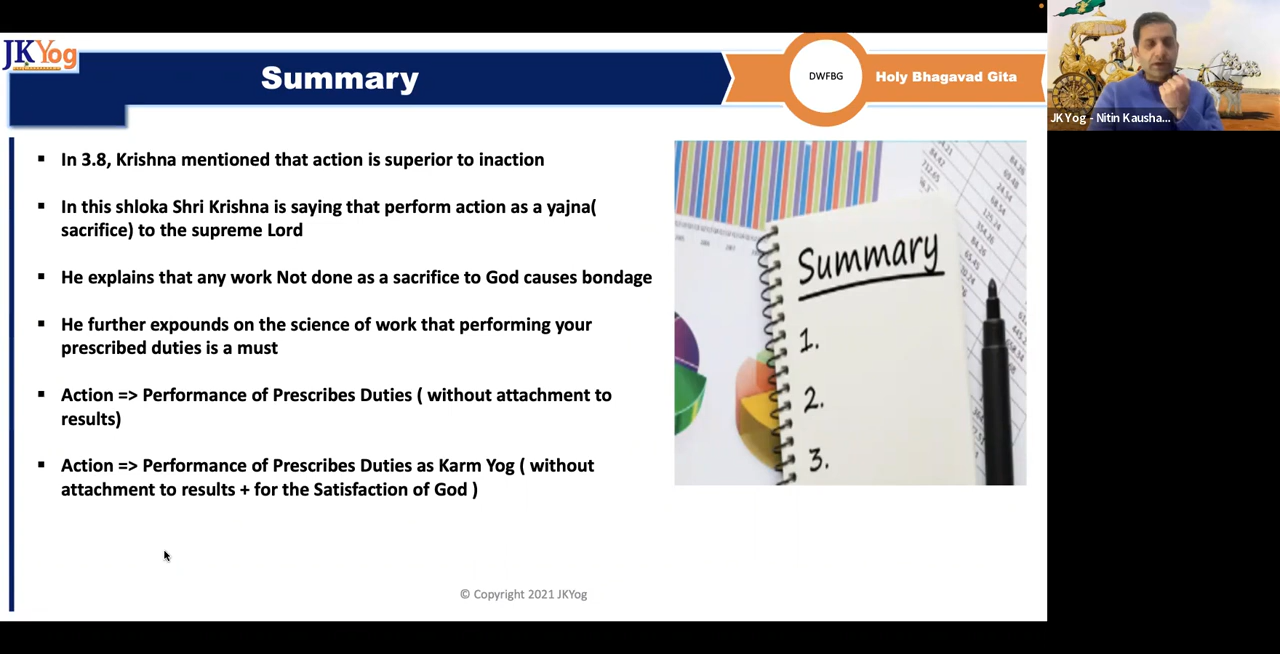 JKYog
Summary
DWFBG
Holy Bhagavad Gita
JKYog - Nitin Kausha...
▪ In 3.8, Krishna mentioned that action is superior to inaction
▪ In this shloka Shri Krishna is saying that perform action as a yajna(
sacrifice) to the supreme Lord
▪ He explains that any work Not done as a sacrifice to God causes bondage
▪ He further expounds on the science of work that performing your
prescribed duties is a must
▪ Action => Performance of Prescribes Duties ( without attachment to
results)
▪ Action => Performance of Prescribes Duties as Karm Yog ( without
attachment to results + for the Satisfaction of God )
Summary
1.
2.
3.
© Copyright 2021 JKYog